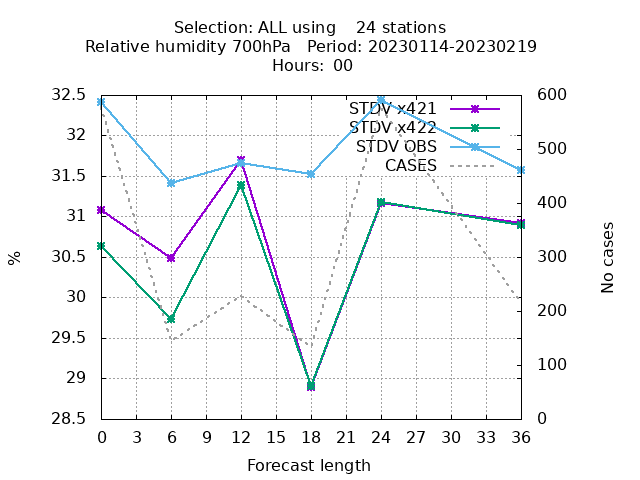 Selection: ALL using    24 stations
Relative humidity 700hPa   Period: 20230114-20230219
Hours:  00
32.5
32
31.5
31
30.5
30
29.5
29
28.5
%
STDV x421
STDV x422
STDV OBS
CASES
600
500
400
300
200
100
0
No cases
0 3 6 9 12 15 18 21 24 27 30 33 36
Forecast length